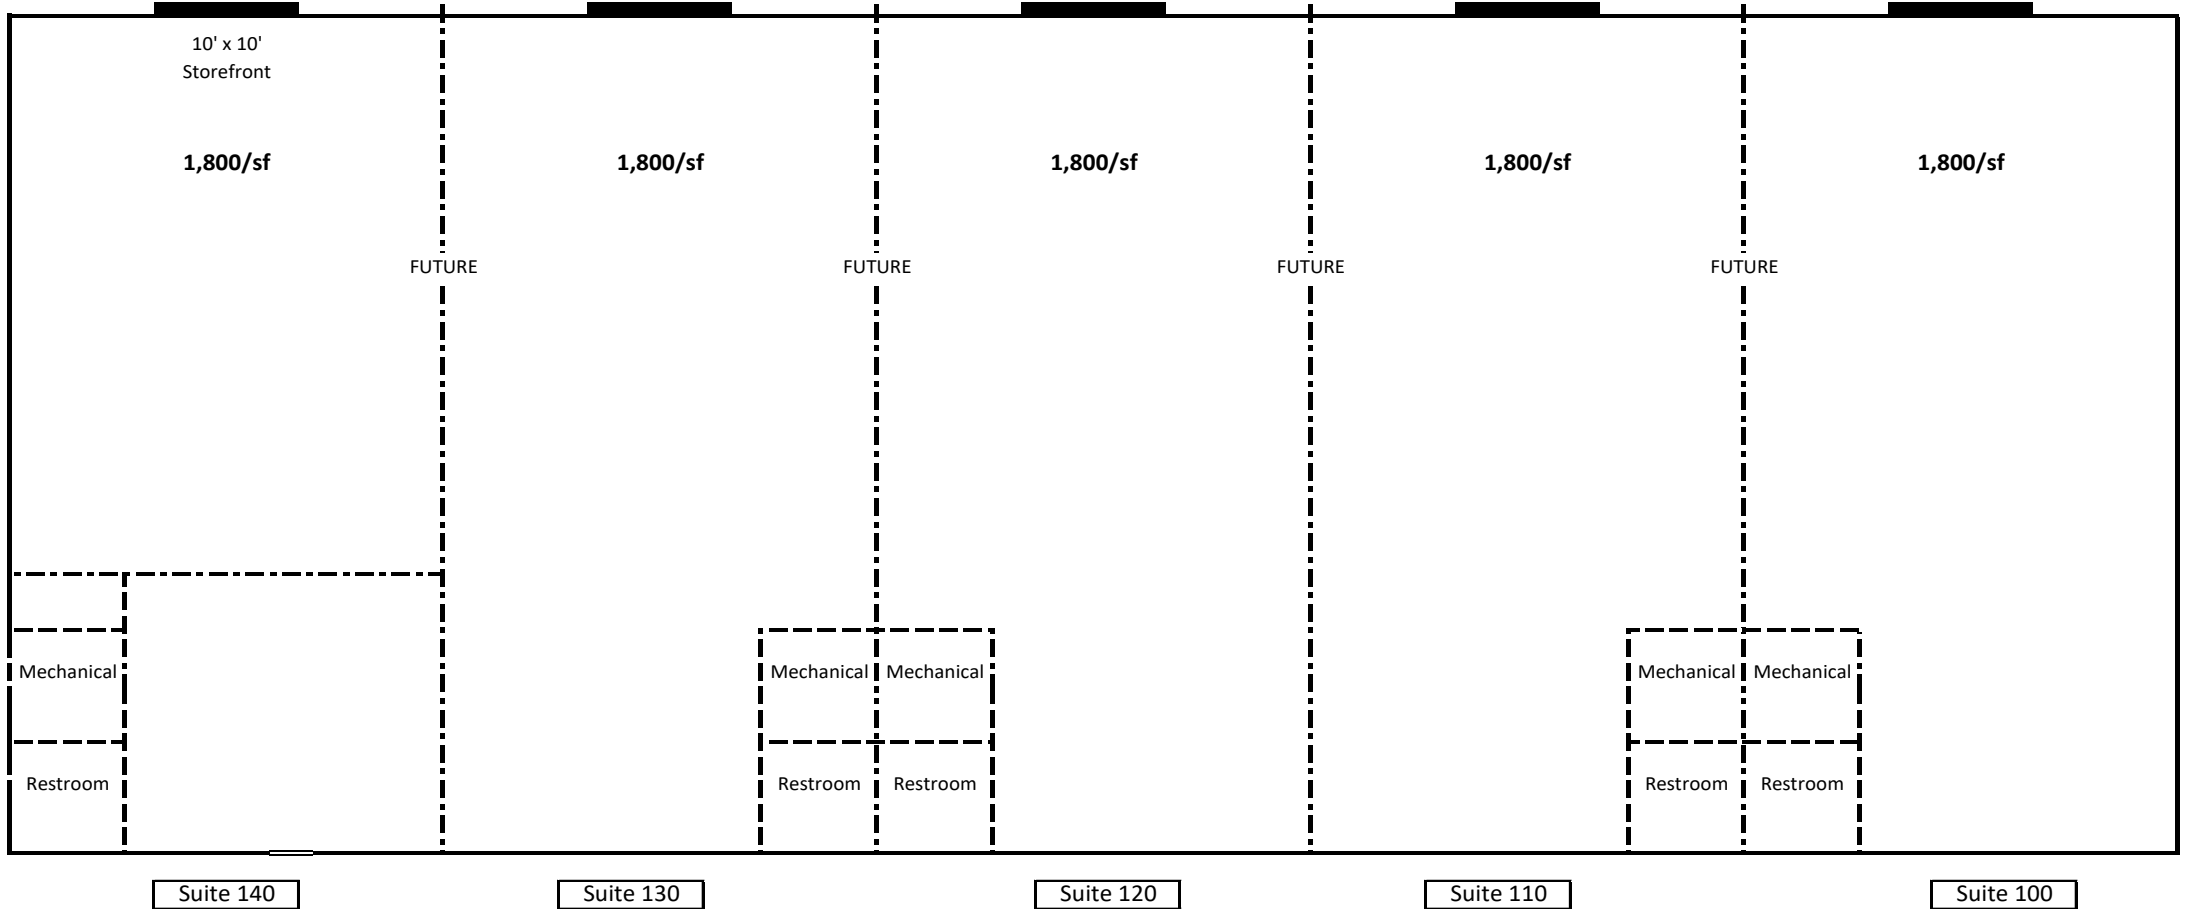 10' x 10'
Storefront
1,800/sf 1,800/sf 1,800/sf 1,800/sf 1,800/sf
FUTURE FUTURE FUTURE FUTURE
Mechanical Mechanical Mechanical Mechanical Mechanical
Restroom Restroom Restroom Restroom Restroom
Suite 140 Suite 130 Suite 120 Suite 110 Suite 100